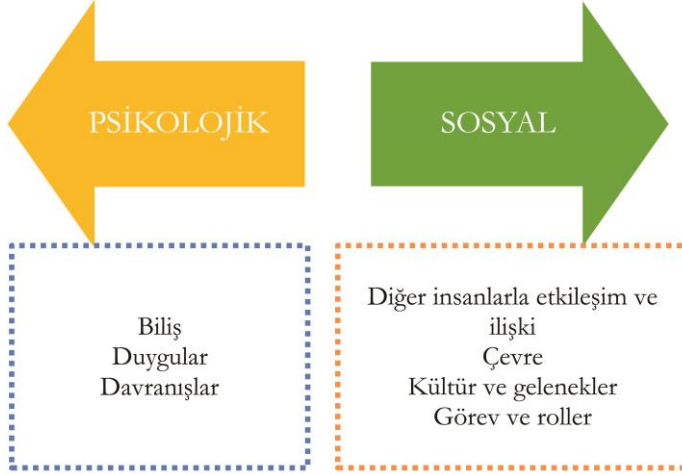 PSİKOLOJİK
SOSYAL
Biliş
Duygular
Davranışlar
Diğer insanlarla etkileşim ve
ilişki
Çevre
Kültür ve gelenekler
Görev ve roller